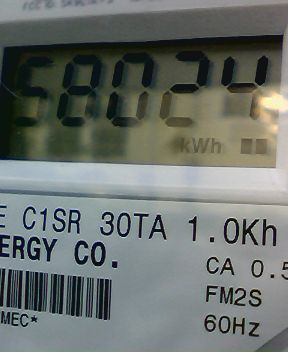 58024
kWh
E C1SR 30TA 1.0Kh
ERGY CO.
CA 0.5
FM2S
MEC*
60Hz